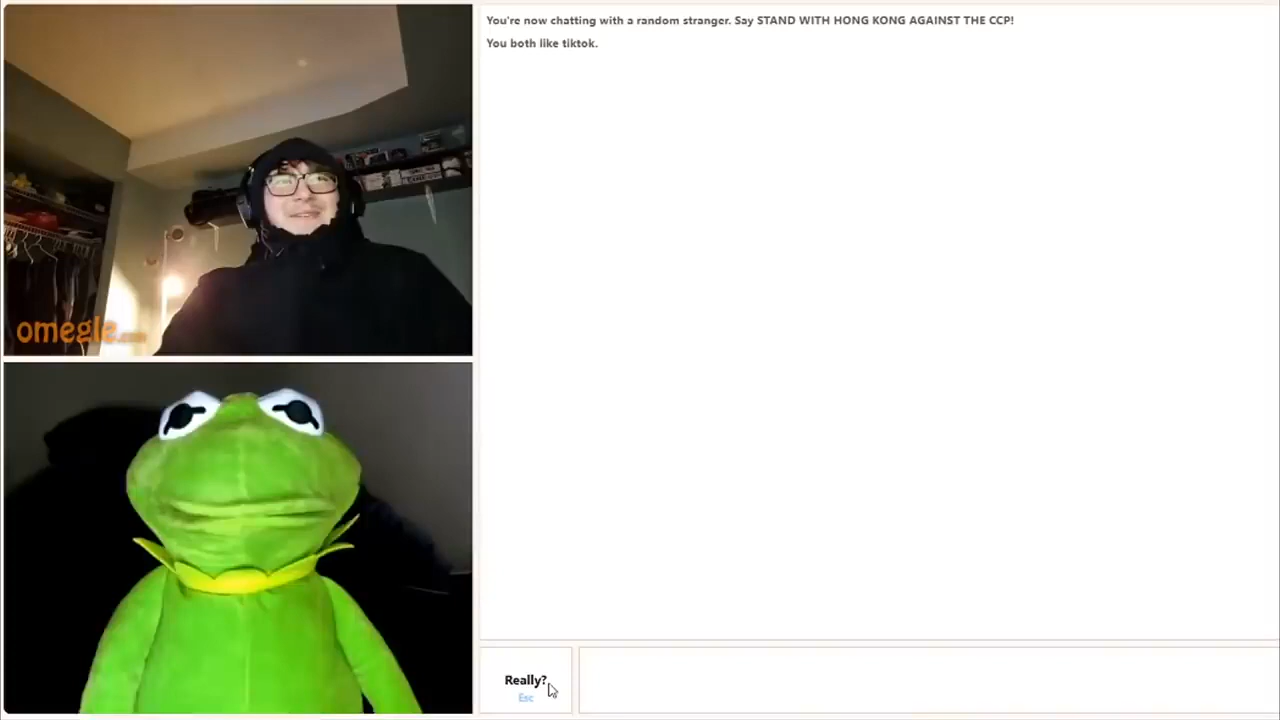 You're now chatting with a random stranger. Say STAND WITH HONG KONG AGAINST THE CCP!
You both like tiktok.
omegle
Really?
Esc